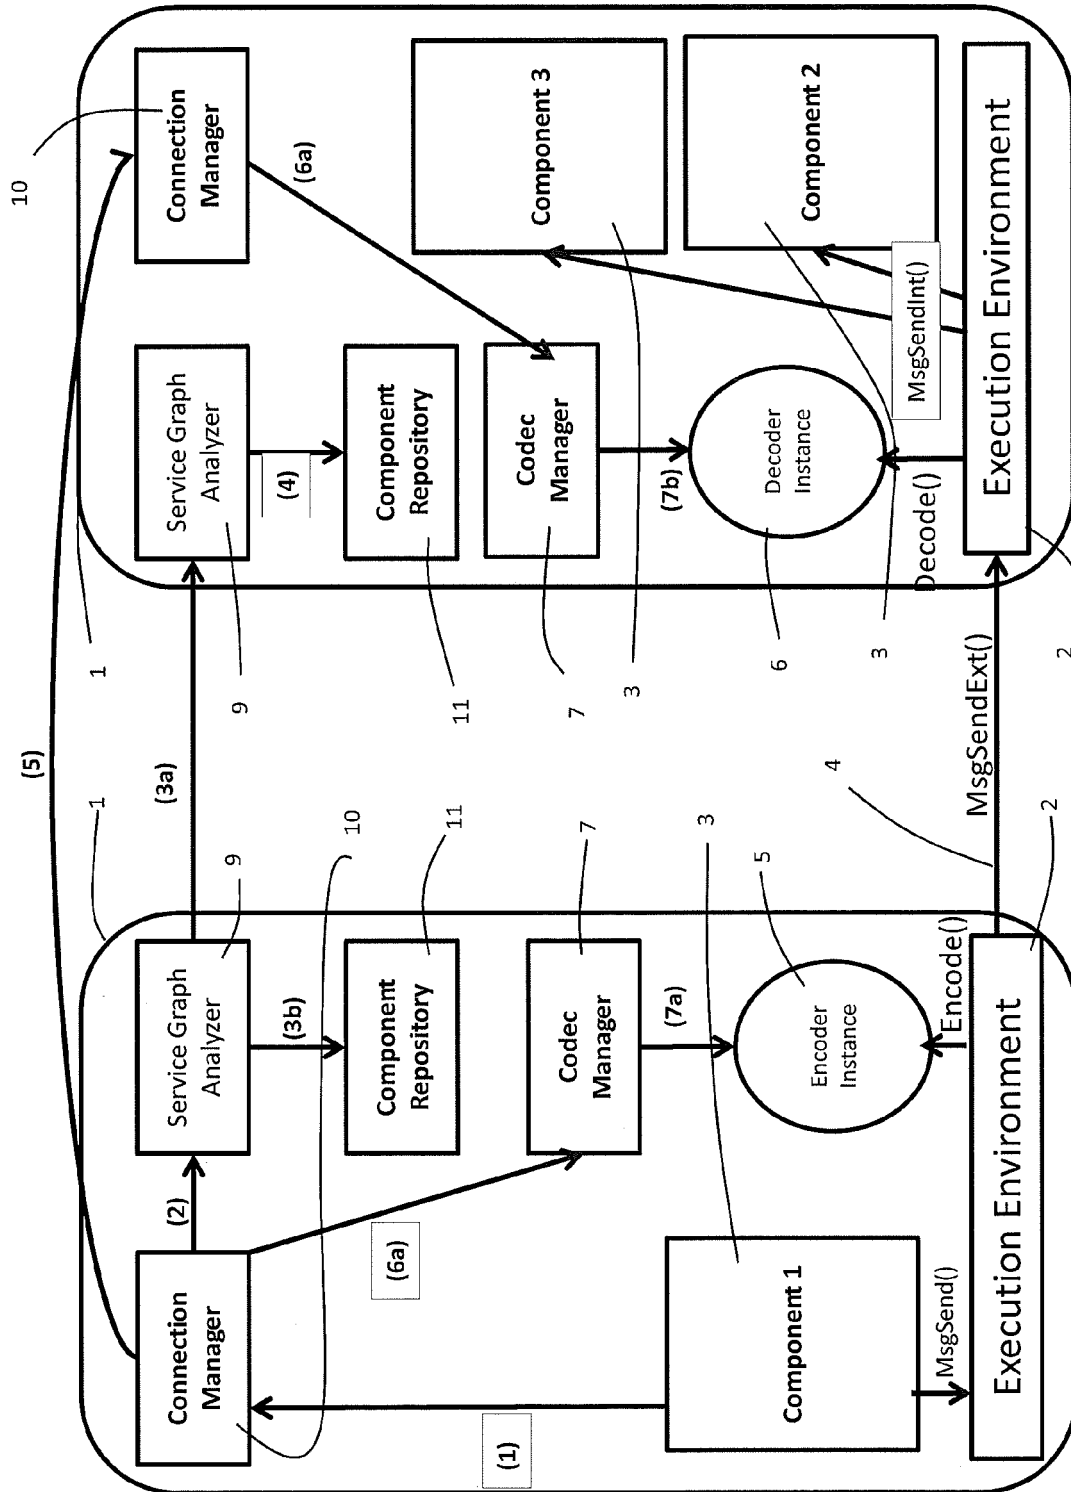 10
(5)
1
1
Connection
Manager
(2)
Service Graph
Analyzer
9
(3a)
9
Service Graph
Analyzer
Connection
Manager
(1)
(6a)
(3b)
10
(4)
(6a)
Component
Repository
11
11
Component
Repository
Codec
Manager
7
7
Codec
Manager
3
Component 3
(7a)
(7b)
Component 1
3
Encoder
Instance
5
6
Decoder
Instance
Component 2
4
3
MsgSend()
Encode()
MsgSendExt()
Decode()
MsgSendInt()
Execution Environment
2
2
Execution Environment